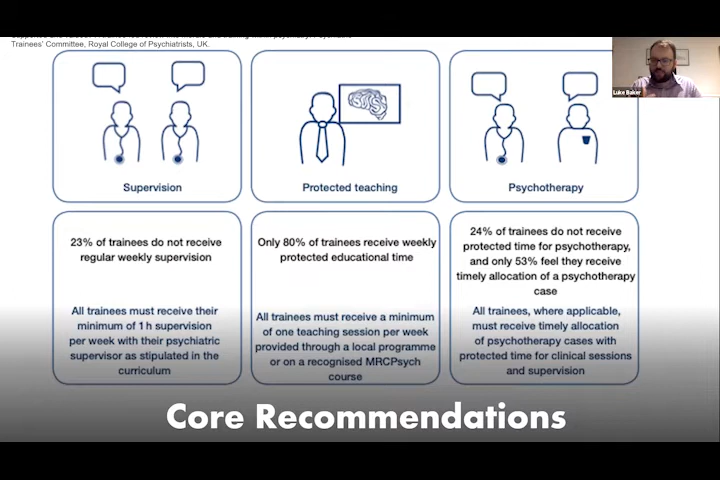 Trainees' Committee, Royal College of Psychiatrists, UK.
Luke Baker
Supervision
Protected teaching
Psychotherapy
23% of trainees do not receive
regular weekly supervision
Only 80% of trainees receive weekly
protected educational time
24% of trainees do not receive
protected time for psychotherapy,
and only 53% feel they receive
timely allocation of a psychotherapy
case
All trainees must receive their
minimum of 1 h supervision
per week with their psychiatric
supervisor as stipulated in the
curriculum
All trainees must receive a minimum
of one teaching session per week
provided through a local programme
or on a recognised MRCPsych
course
All trainees, where applicable,
must receive timely allocation
of psychotherapy cases with
protected time for clinical sessions
and supervision
Core Recommendations